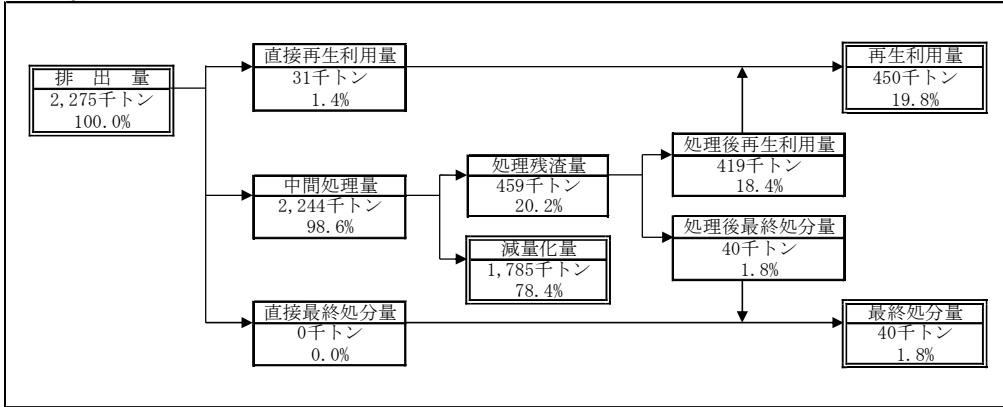 排　出　量
2,275千トン
100.0%
直接再生利用量
31千トン
1.4%
中間処理量
2,244千トン
98.6%
直接最終処分量
0千トン
0.0%
処理残渣量
459千トン
20.2%
減量化量
1,785千トン
78.4%
処理後再生利用量
419千トン
18.4%
処理後最終処分量
40千トン
1.8%
再生利用量
450千トン
19.8%
最終処分量
40千トン
1.8%